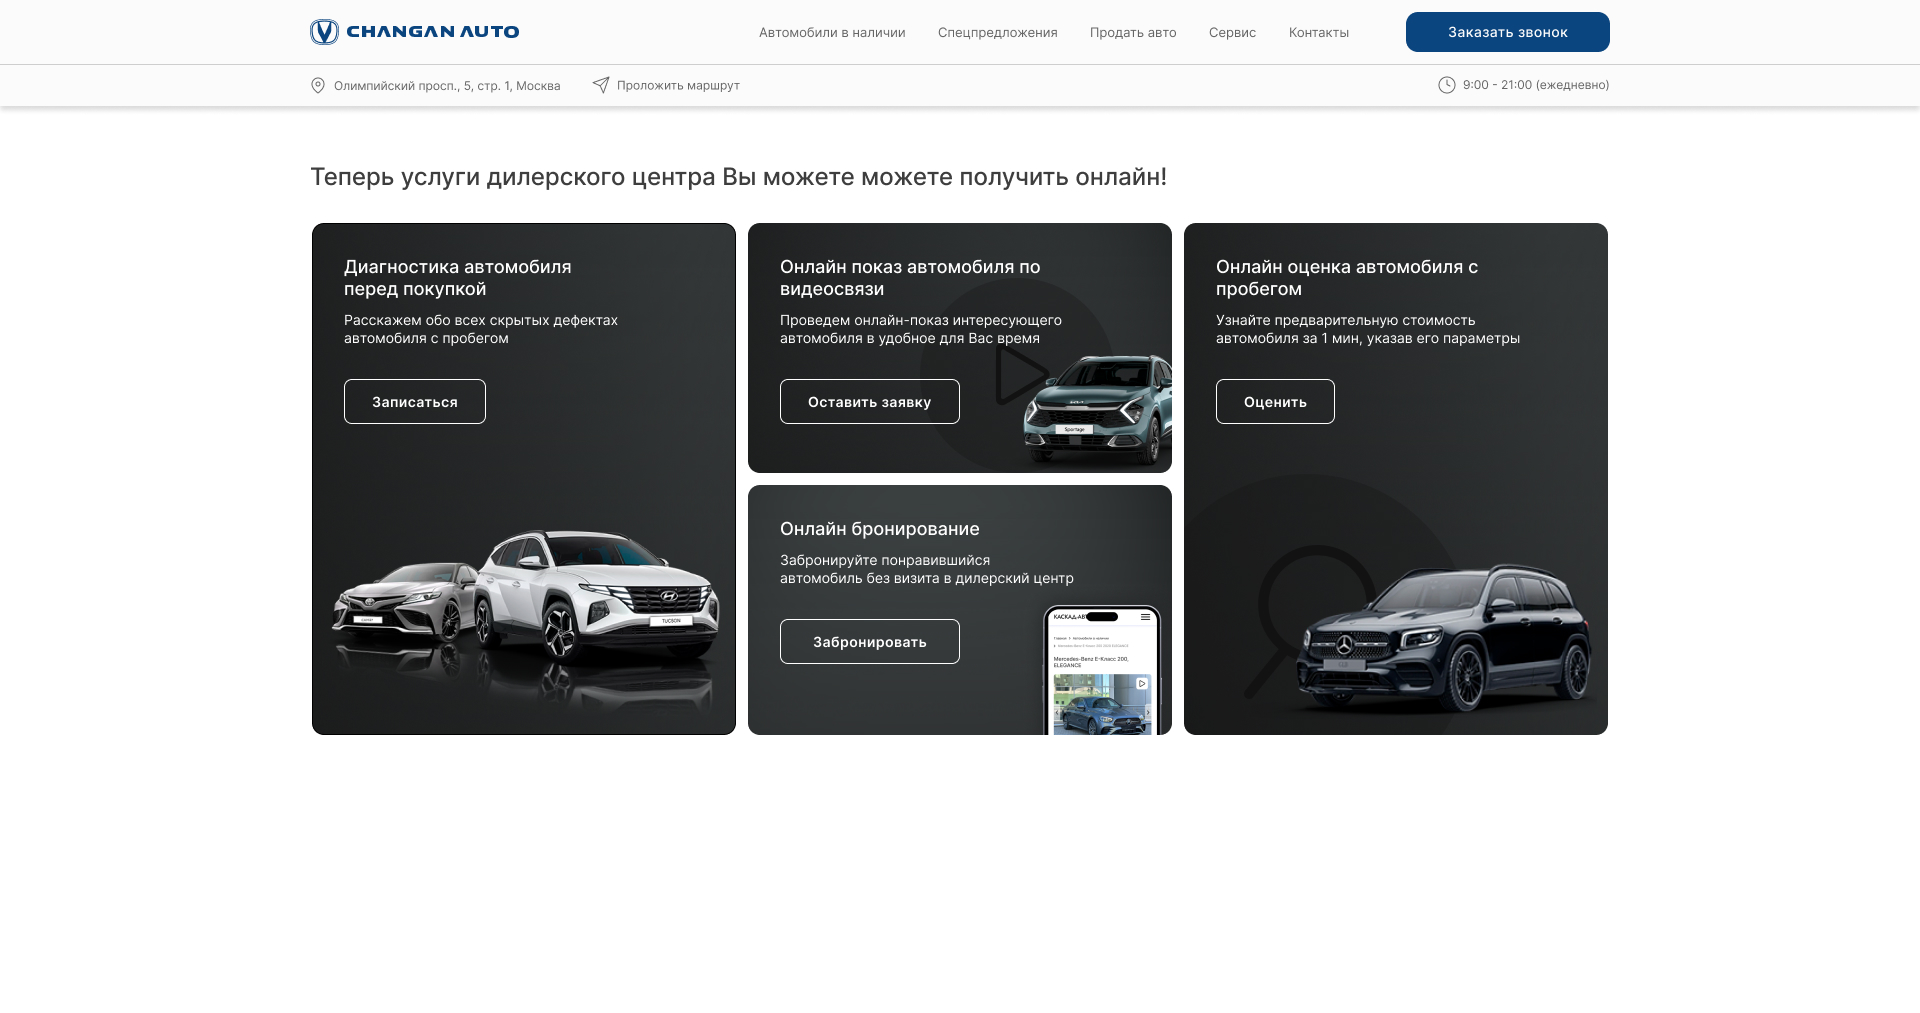 CHANGAN AUTO
Автомобили в наличии
Спецпредложения
Продать авто
Сервис
Контакты
Заказать звонок
Олимпийский просп., 5, стр. 1, Москва
Проложить маршрут
9:00 - 21:00 (ежедневно)
Теперь услуги дилерского центра Вы можете можете получить онлайн!
Диагностика автомобиля
перед покупкой
Расскажем обо всех скрытых дефектах
автомобиля с пробегом
Записаться
TUCSON
Онлайн показ автомобиля по
видеосвязи
Проведем онлайн-показ интересующего
автомобиля в удобное для Вас время
Оставить заявку
Sportage
Онлайн бронирование
Забронируйте понравившийся
автомобиль без визита в дилерский центр
Забронировать
КАСКАД-АВТ
Главная > Автомобили в наличии
Mercedes-Benz E-Класс 200,
ELEGANCE
Онлайн оценка автомобиля с
пробегом
Узнайте предварительную стоимость
автомобиля за 1 мин, указав его параметры
Оценить